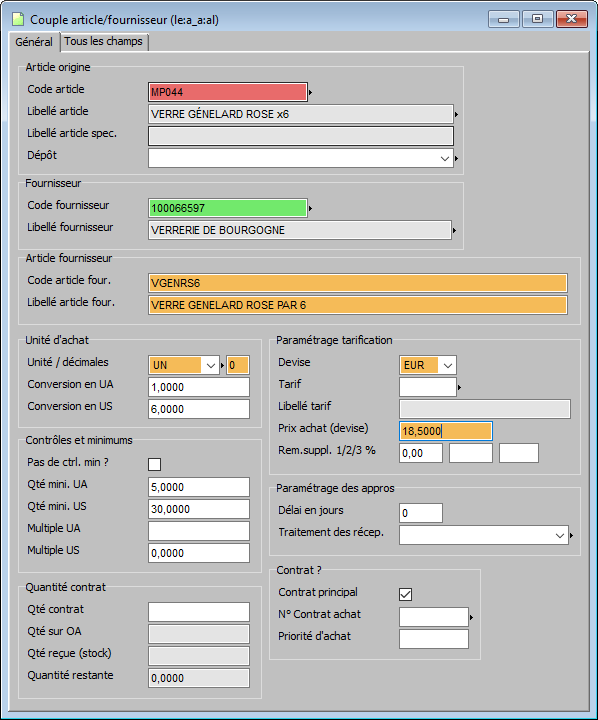 Couple article/fournisseur (le:a_a:al)
Général Tous les champs
Article origine
Code article MP044
Libellé article VERRE GÉNELARD ROSE x6
Libellé article spec.
Dépôt
Fournisseur
Code fournisseur 100066597
Libellé fournisseur VERRERIE DE BOURGOGNE
Article fournisseur
Code article four. VGENRS6
Libellé article four. VERRE GENELARD ROSE PAR 6
Unité d'achat
Unité / décimales UN 0
Conversion en UA 1,0000
Conversion en US 6,0000
Paramétrage tarification
Devise EUR
Tarif
Libellé tarif
Prix achat (devise) 18,5000
Rem.suppl. 1/2/3 % 0,00
Contrôles et minimums
Pas de ctrl. min ?
Qté mini. UA 5,0000
Qté mini. US 30,0000
Multiple UA
Multiple US 0,0000
Paramétrage des appros
Délai en jours 0
Traitement des récep.
Quantité contrat
Qté contrat
Qté sur OA
Qté reçue (stock)
Quantité restante 0,0000
Contrat ?
Contrat principal
N° Contrat achat
Priorité d'achat